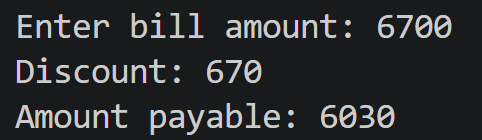 Enter bill amount: 6700
Discount: 670
Amount payable: 6030